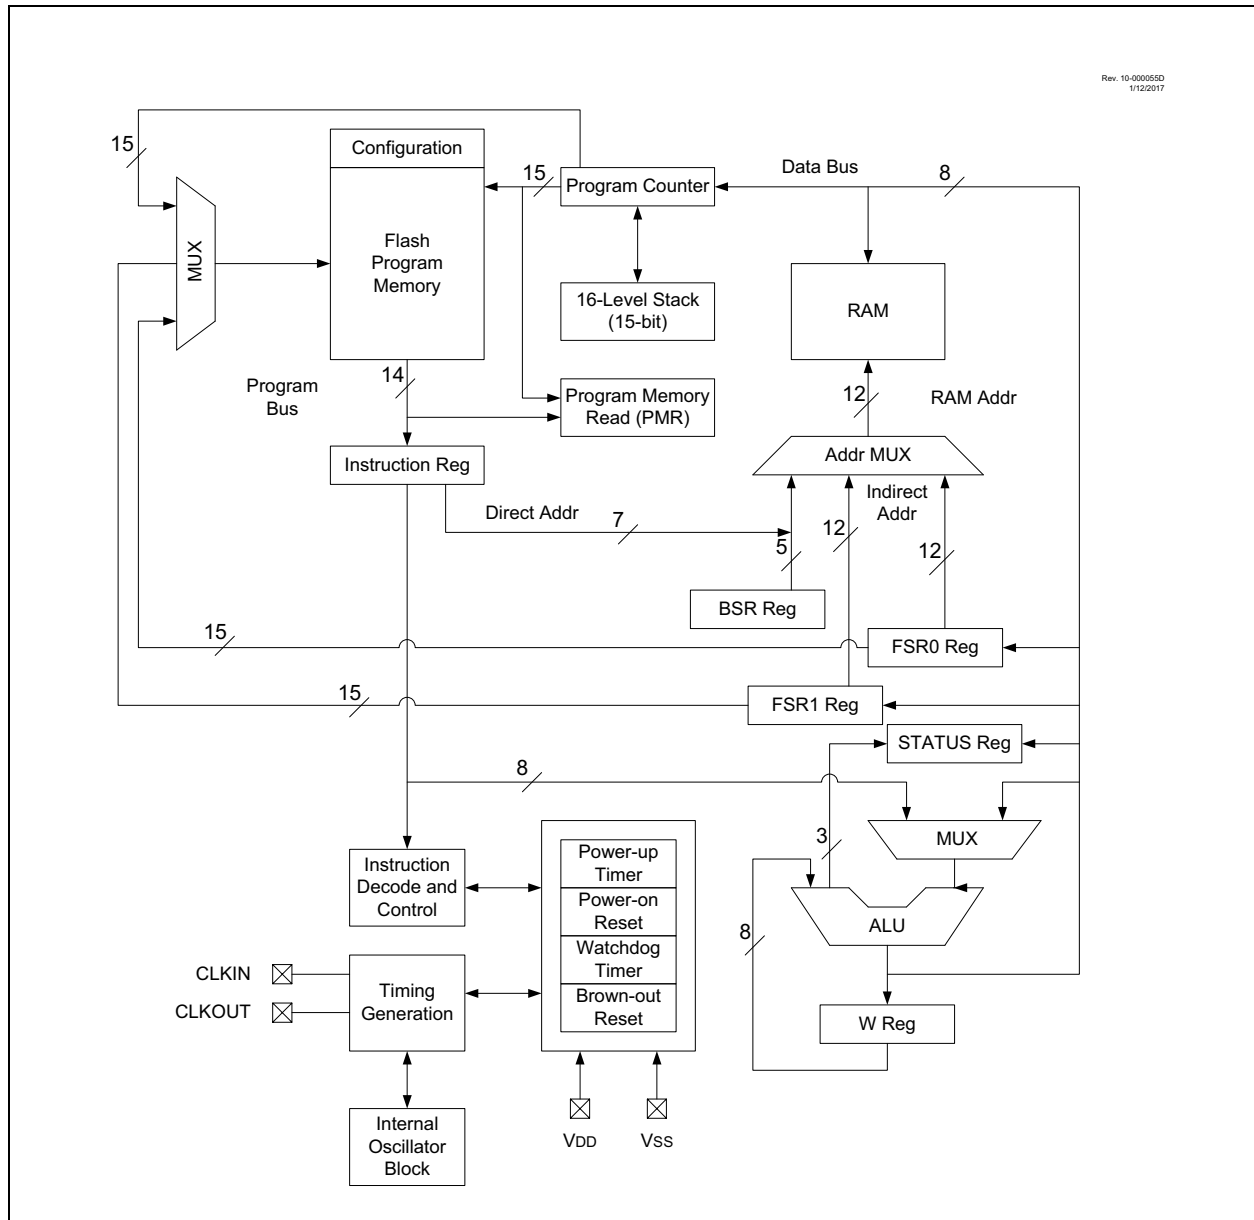 Rev. 10-000055D
1/12/2017
15
Configuration
15
Program Counter
Data Bus
8
MUX
Flash
Program
Memory
16-Level Stack
(15-bit)
RAM
Program
Bus
14
Program Memory
Read (PMR)
12
RAM Addr
Instruction Reg
Addr MUX
Direct Addr
7
Indirect
Addr
5
12
12
BSR Reg
15
FSR0 Reg
15
FSR1 Reg
STATUS Reg
8
3
MUX
Instruction
Decode and
Control
Power-up
Timer
Power-on
Reset
Watchdog
Timer
Brown-out
Reset
ALU
8
W Reg
CLKIN
CLKOUT
Timing
Generation
Internal
Oscillator
Block
VDD
VSS